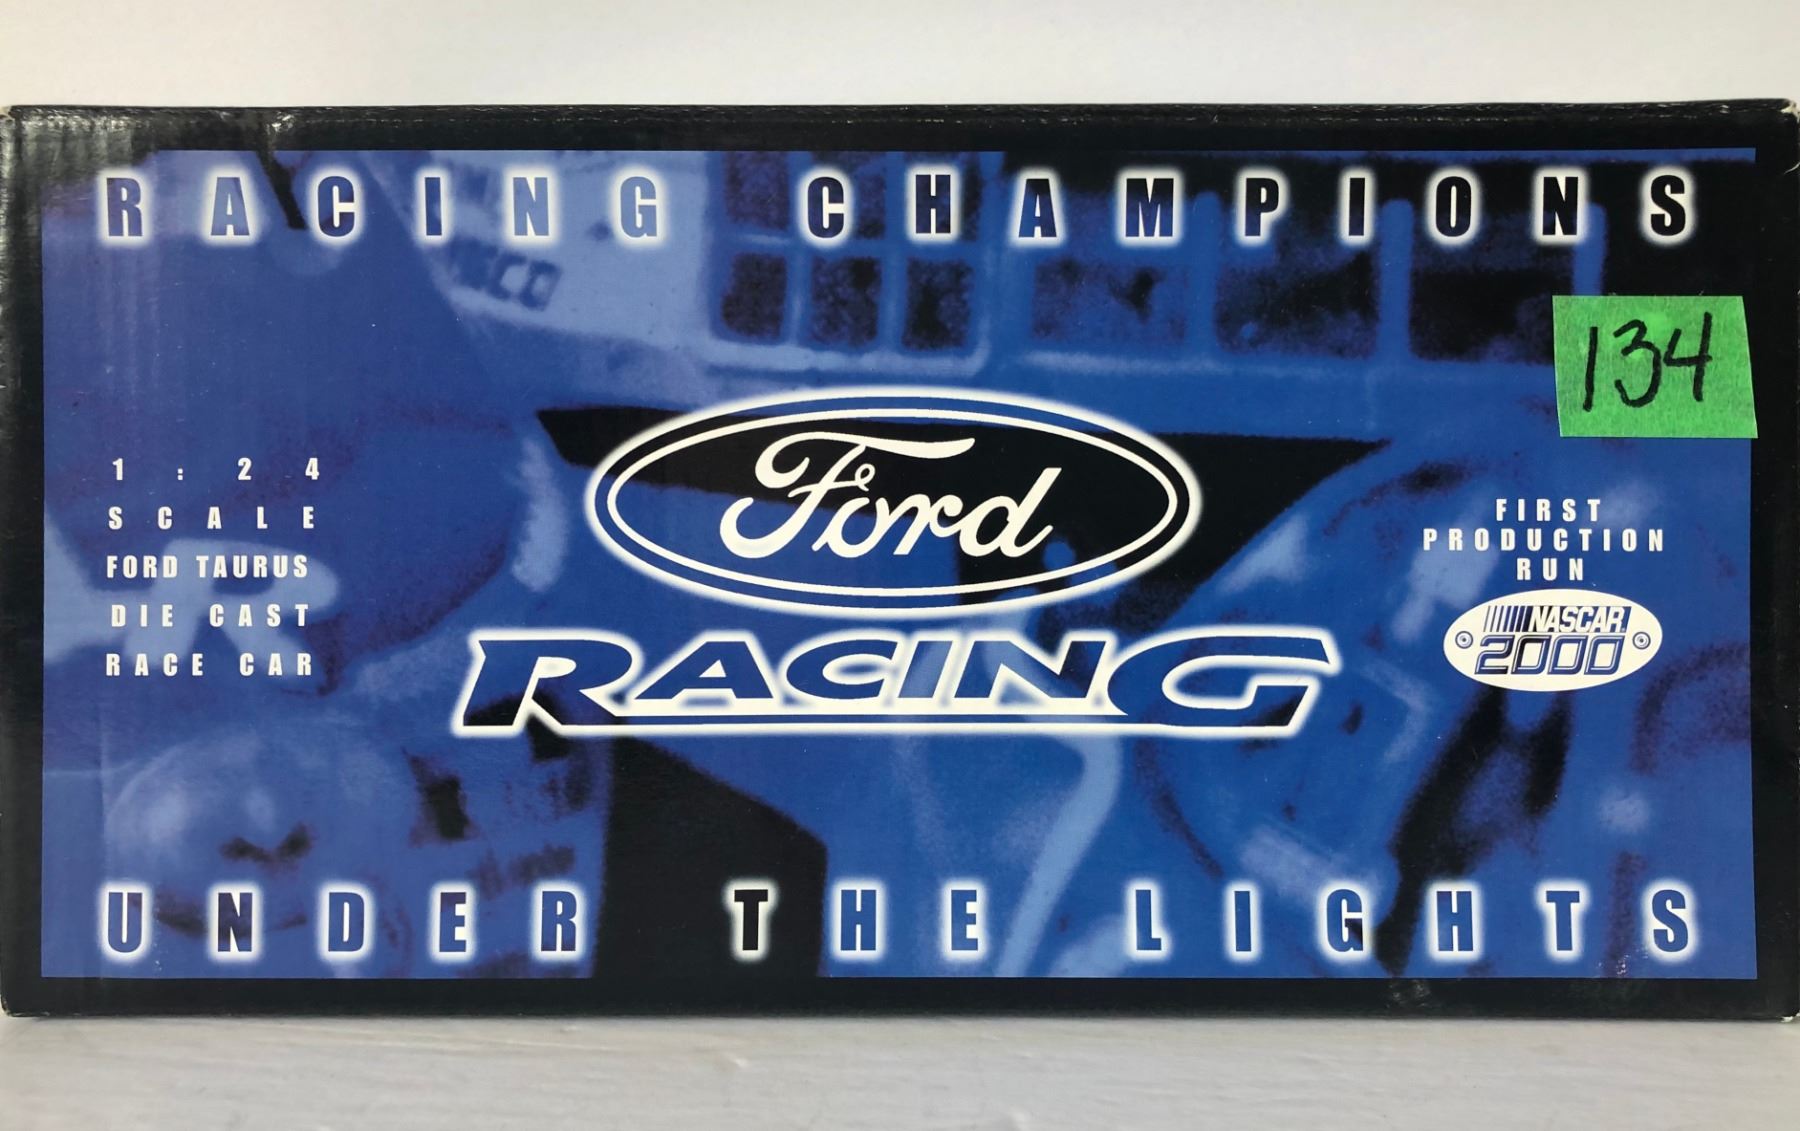 RACING CHAMPIONS
134
1:24
SCALE
FORD TAURUS
DIE CAST
RACE CAR
Ford
RACING
FIRST
PRODUCTION
RUN
NASCAR
2000
UNDER THE LIGHTS